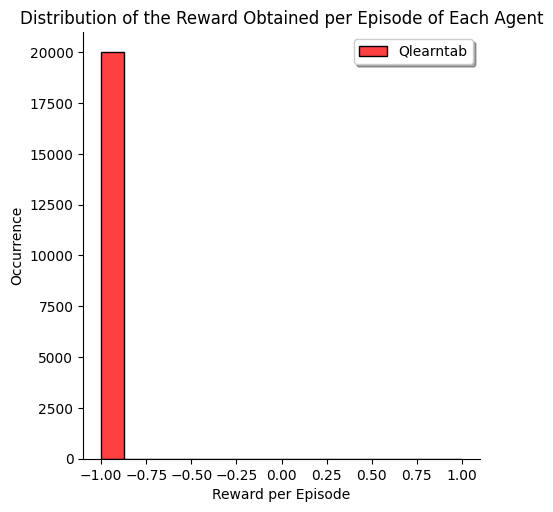 Distribution of the Reward Obtained per Episode of Each Agent
Qlearntab
20000
17500
15000
12500
10000
7500
5000
2500
0
Occurrence
−1.00 −0.75 −0.50 −0.25 0.00 0.25 0.50 0.75 1.00
Reward per Episode